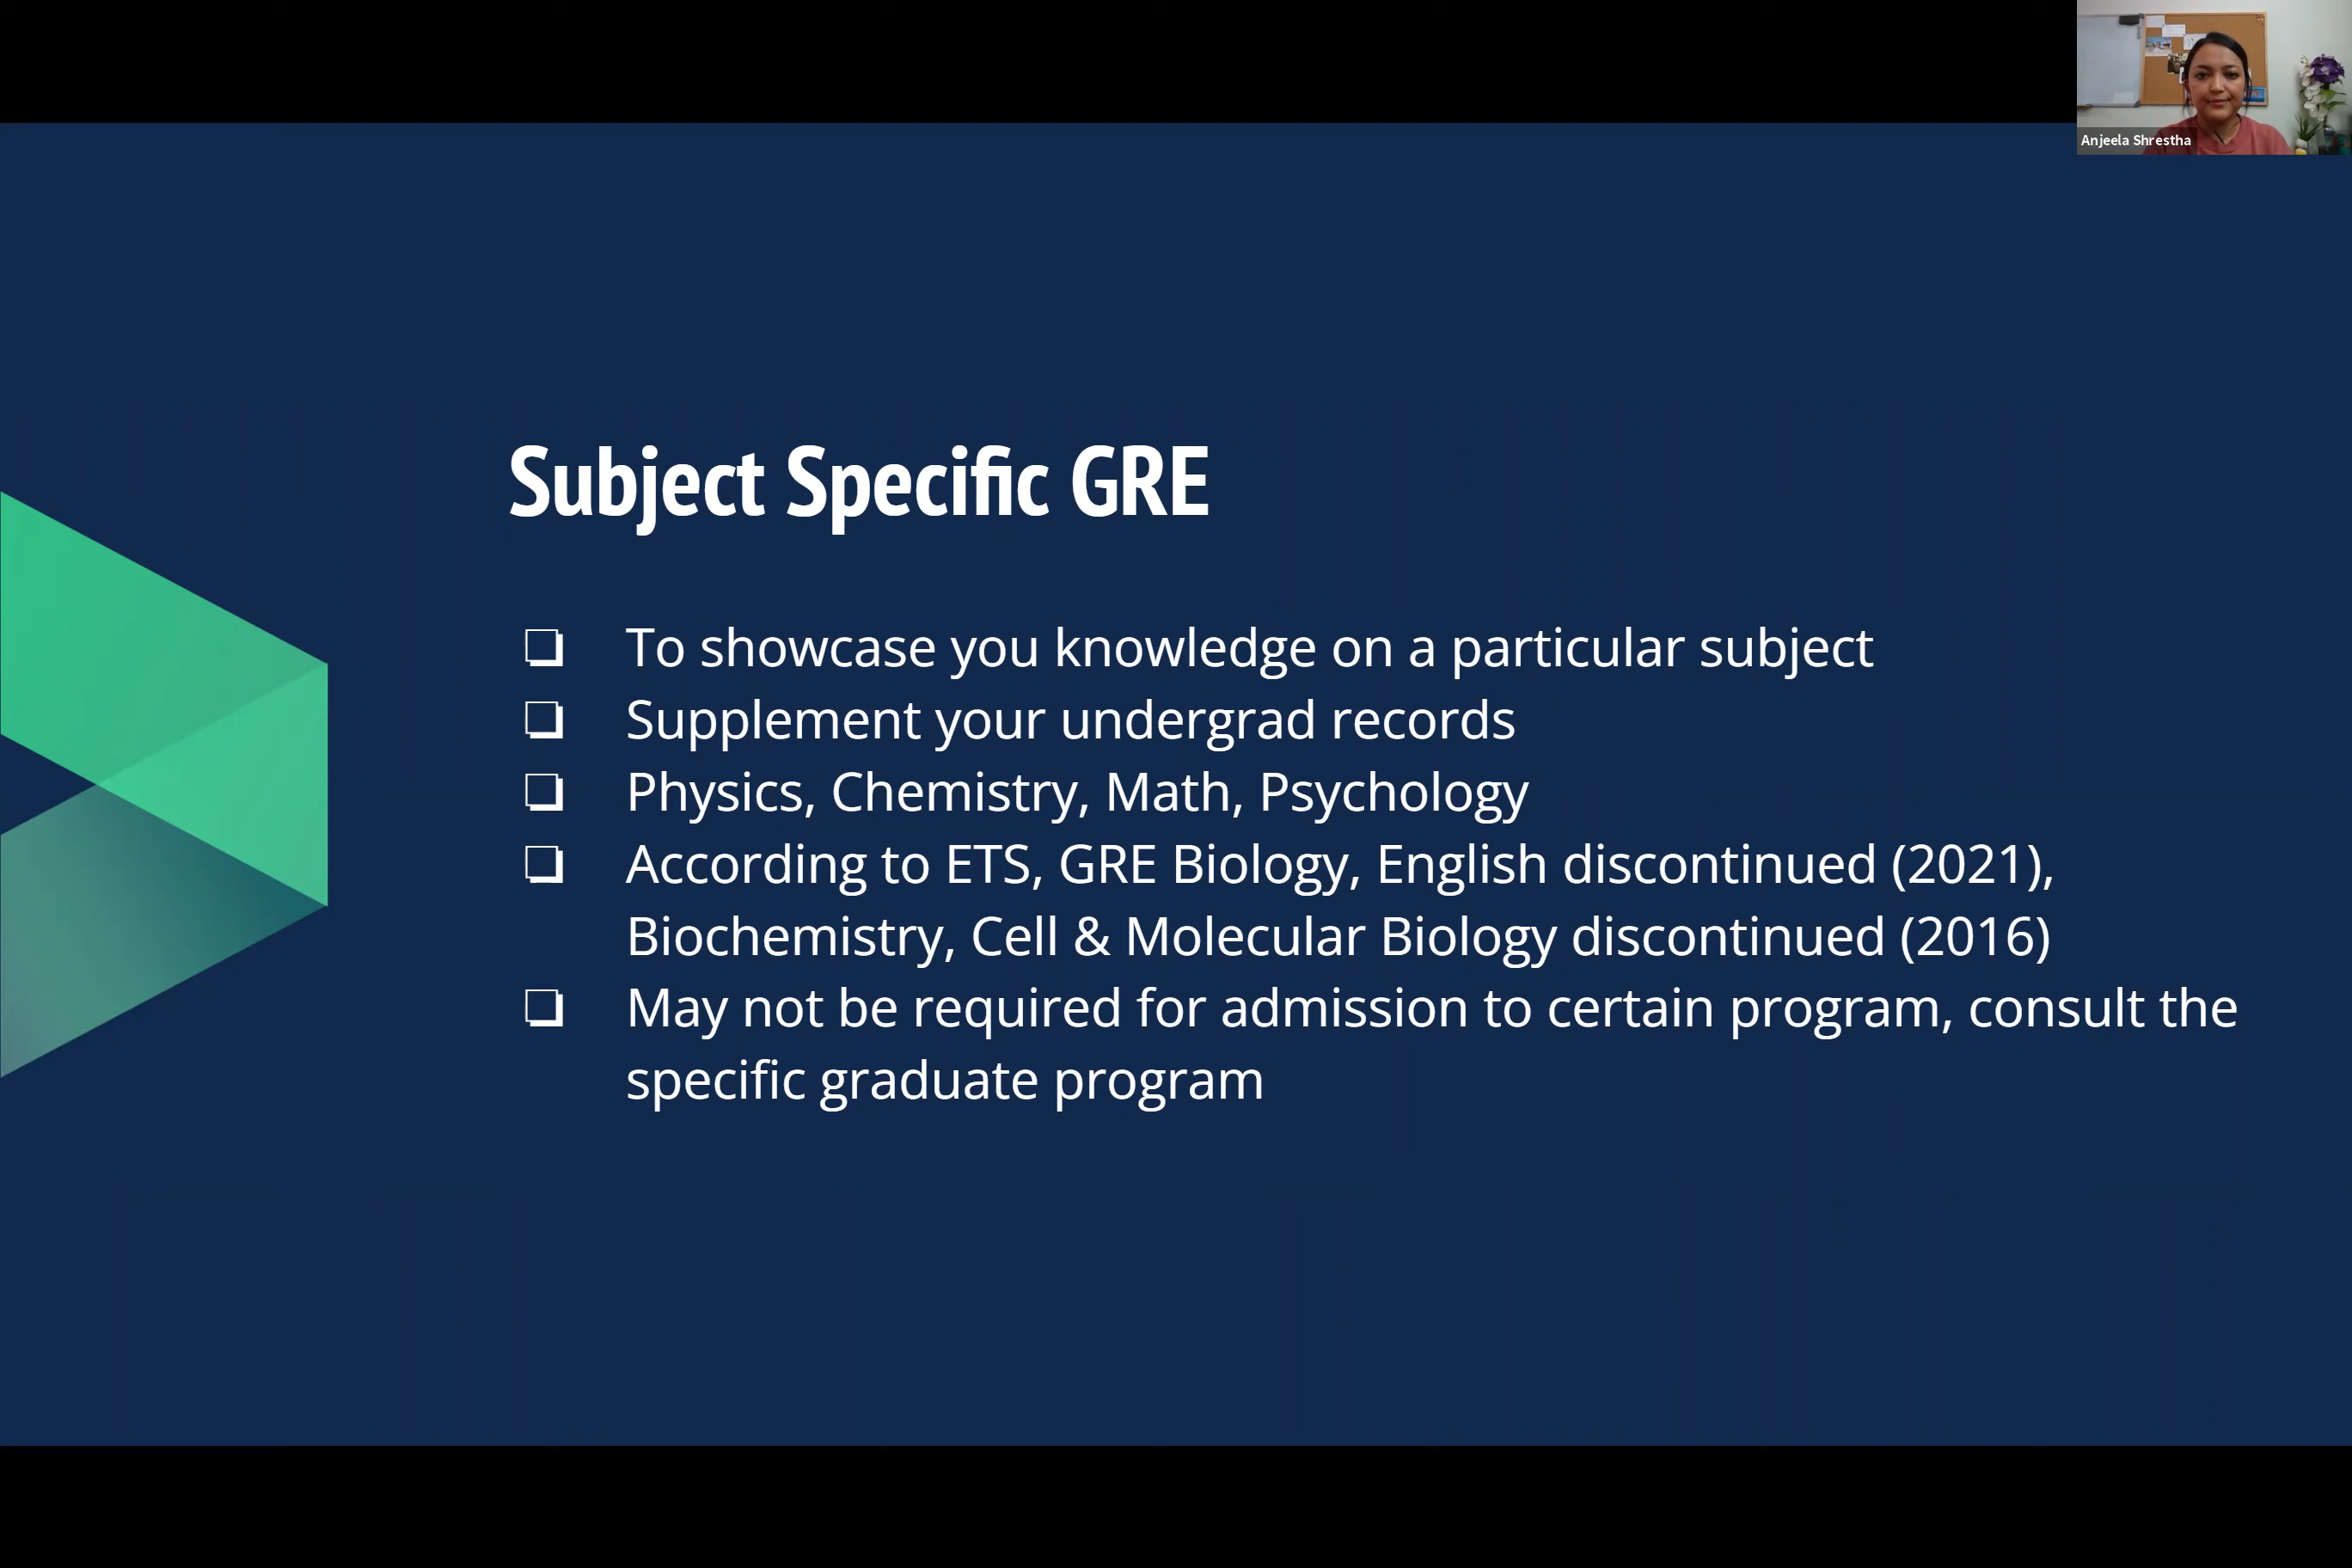 Anjeela Shrestha
Subject Specific GRE
❏ To showcase you knowledge on a particular subject
❏ Supplement your undergrad records
❏ Physics, Chemistry, Math, Psychology
❏ According to ETS, GRE Biology, English discontinued (2021),
Biochemistry, Cell & Molecular Biology discontinued (2016)
❏ May not be required for admission to certain program, consult the
specific graduate program